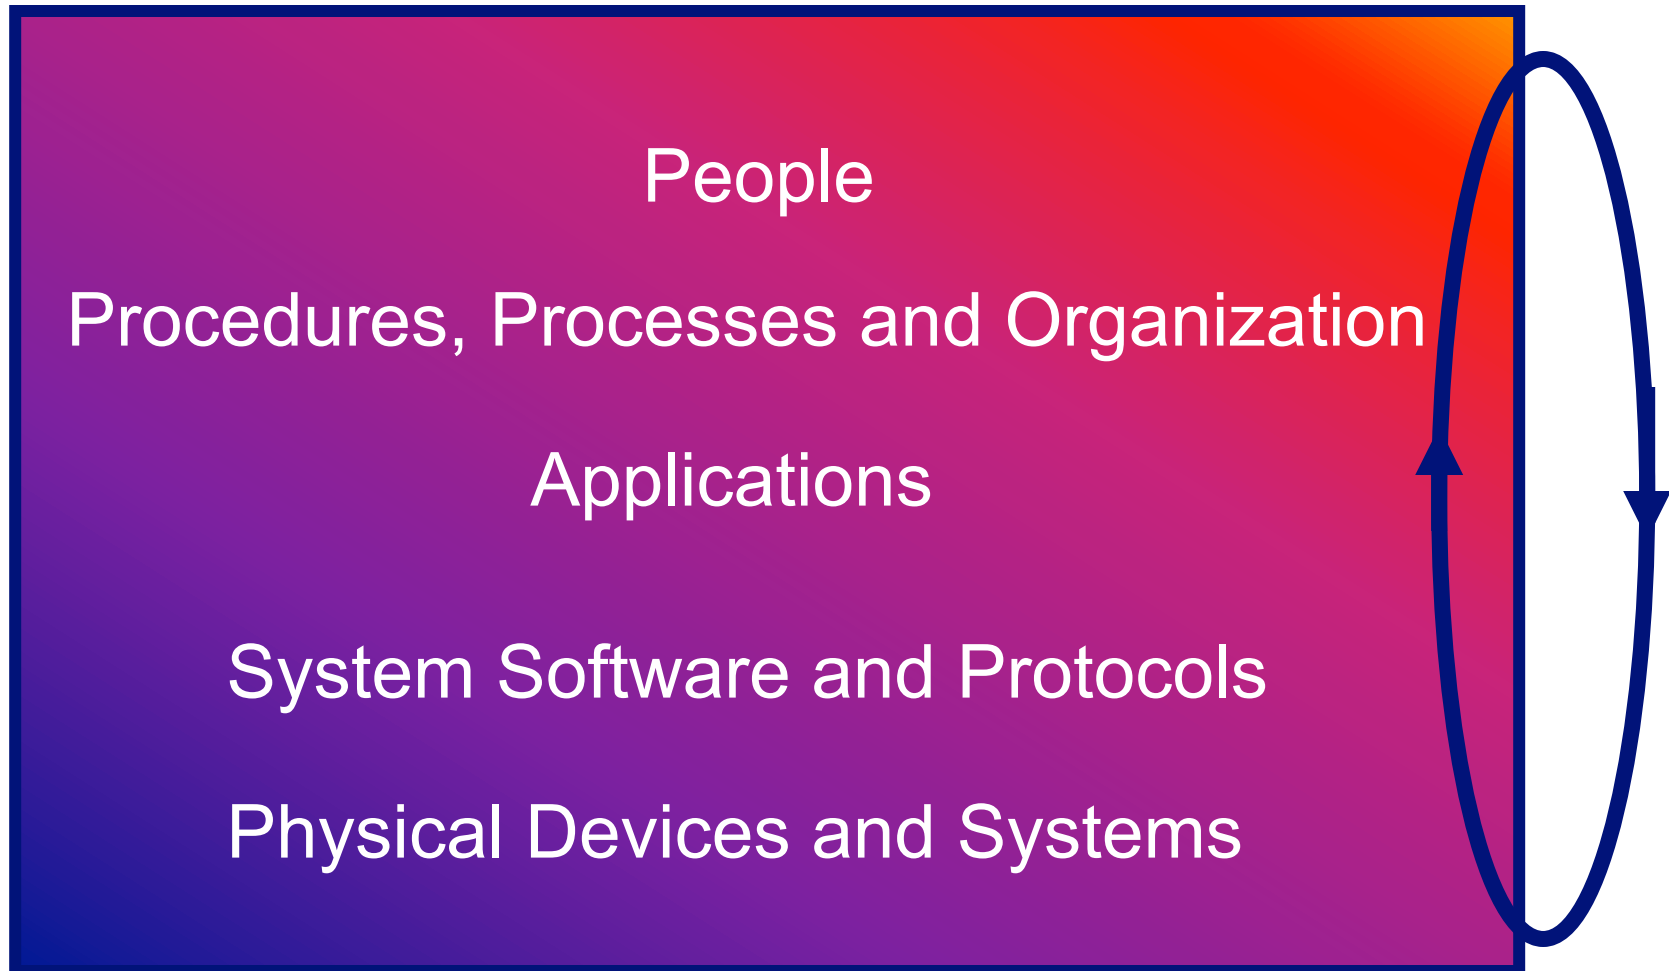 People
Procedures, Processes and Organization
Applications
System Software and Protocols
Physical Devices and Systems